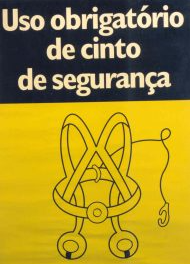 Uso obrigatório
de cinto
de segurança